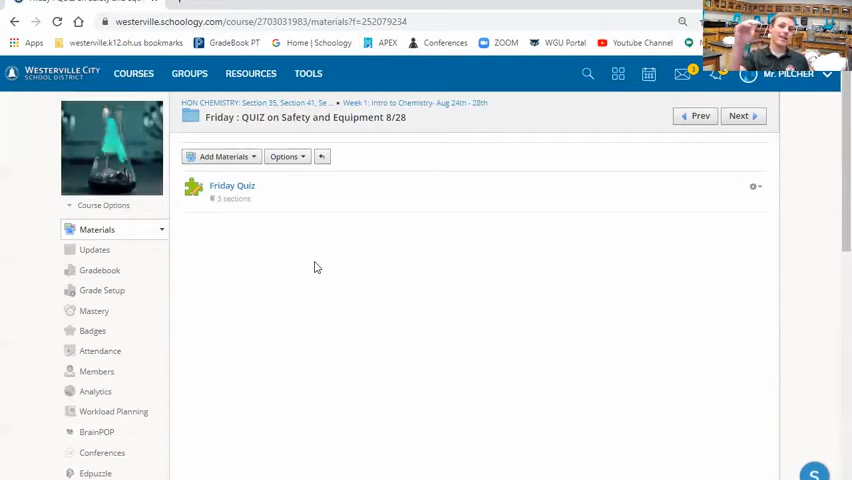 westerville.schoology.com/course/2703031983/materials?f=252079234
Apps westerville.k12.oh.us bookmarks GradeBook PT Home | Schoology APEX Conferences ZOOM WGU Portal Youtube Channel
WESTERVILLE CITY
SCHOOL DISTRICT
COURSES GROUPS RESOURCES TOOLS
Mr. PILCHER
HON CHEMISTRY: Section 35, Section 41, Se ... ▸ Week 1: Intro to Chemistry- Aug 24th - 28th
Friday : QUIZ on Safety and Equipment 8/28
Prev Next
Add Materials Options
Friday Quiz
3 sections
Course Options
Materials
Updates
Gradebook
Grade Setup
Mastery
Badges
Attendance
Members
Analytics
Workload Planning
BrainPOP
Conferences
Edpuzzle
S